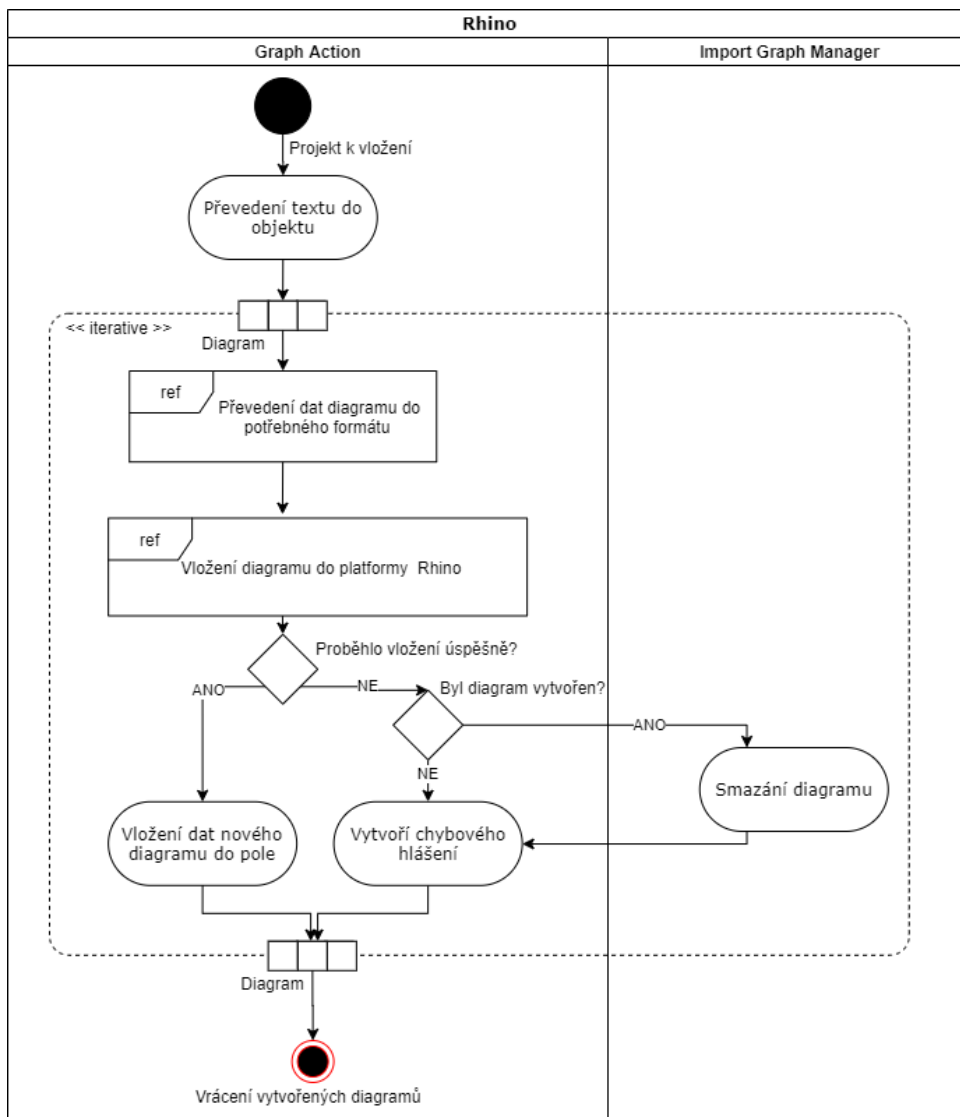 Rhino
Graph Action
Import Graph Manager
Projekt k vložení
Převedení textu do
objektu
<< iterative >>
Diagram
ref
Převedení dat diagramu do
potřebného formátu
ref
Vložení diagramu do platformy  Rhino
Proběhlo vložení úspěšně?
ANO
NE
Byl diagram vytvořen?
ANO
NE
Smazání diagramu
Vložení dat nového
diagramu do pole
Vytvoří chybového
hlášení
Diagram
Vrácení vytvořených diagramů